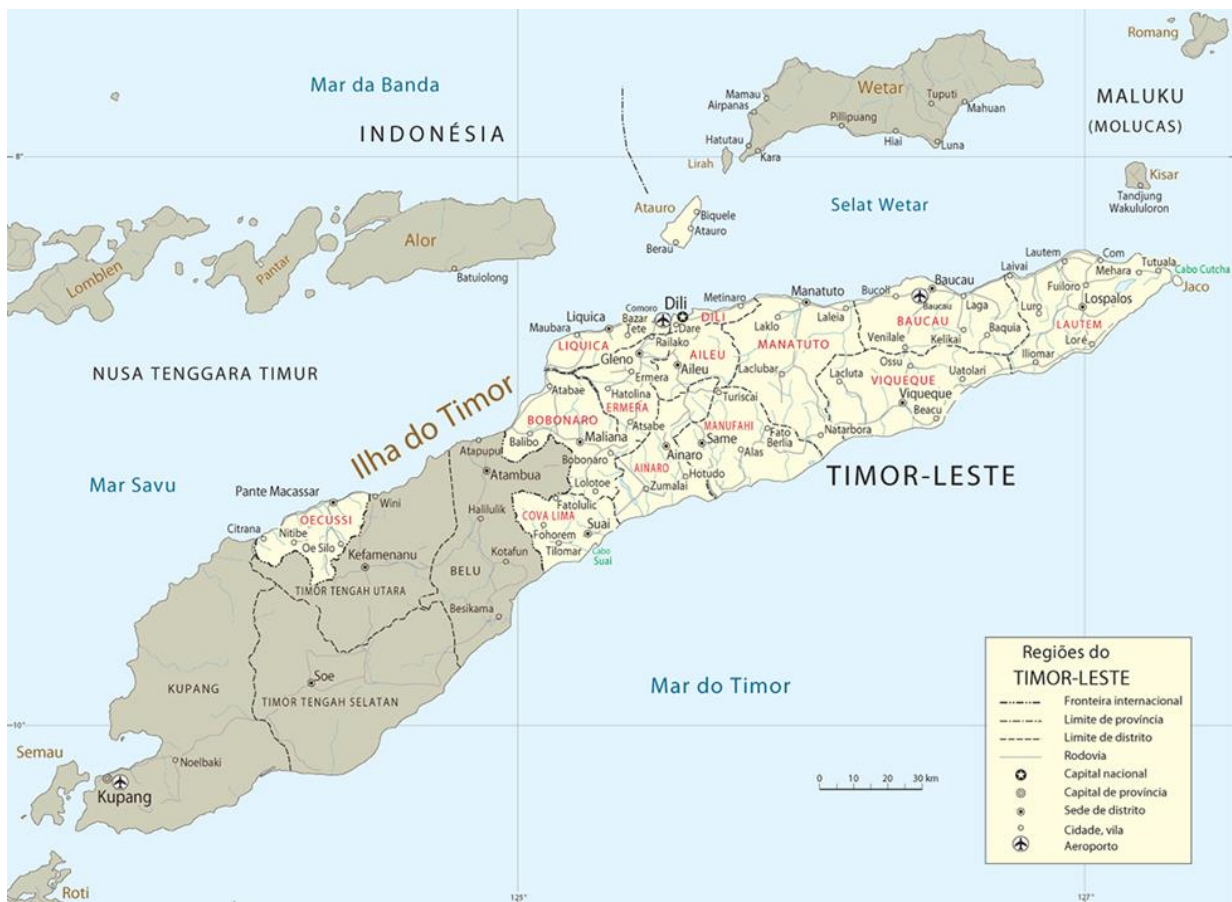 Romang
Mar da Banda
Wetar
Mamau
Airpanas
Tuputi
Mahuan
MALUKU
(MOLUCAS)
INDONÉSIA
Pillipuang
Hatutau
Hiai
Luna
8°
Kara
Lirah
Kisar
Tandjung
Wakululoron
Atauro
Biquele
Atauro
Berau
Selat Wetar
Alor
Pantar
Lomblen
Batulolong
Lautem
Com
Tutuala
Mehara
Cabo Cutcha
Jaco
Laivai
Fuiloro
Lospalos
Luro
LAUTEM
Loré
Iliomar
Baucau
Bucoli
Baucau
Laga
BAUCAU
Baquia
Venilale
Kelikai
Manatuto
Metinaro
Laleia
Laklo
MANATUTO
Dili
Comoro
DILI
Dare
Liquica
Bazar
Tete
Maubara
LIQUICA
Railako
Gleno
AILEU
Aileu
Ermera
Laclubar
Lacluta
Ossu
VIQUEQUE
Uatolari
Viqueque
Beacu
NUSA TENGGARA TIMUR
Ilha do Timor
Atabae
Hatolina
ERMERA
Turiscai
BOBONARO
Atsabe
MANUFAHI
Fato
Berlia
Natarbora
Balibo
Maliana
Same
Ainaro
Alas
Atapupu
Bobonaro
AINARO
Hotudo
TIMOR-LESTE
Atambua
Lolotoe
Zumalai
Mar Savu
Pante Macassar
Wini
OECUSSI
Citrana
Nitibe
Oe Silo
Halilulik
COVA LIMA
Fatolulic
Fohorem
Suai
Tilomar
Cabo
Suai
Kefamenanu
Kotafun
BELU
TIMOR TENGAH UTARA
Besikama
KUPANG
Soe
TIMOR TENGAH SELATAN
Mar do Timor
10°
Semau
Noelbaki
Kupang
Roti
0 10 20 30 km
125°
127°
Regiões do
TIMOR-LESTE
Fronteira internacional
Limite de província
Limite de distrito
Rodovia
Capital nacional
Capital de província
Sede de distrito
Cidade, vila
Aeroporto